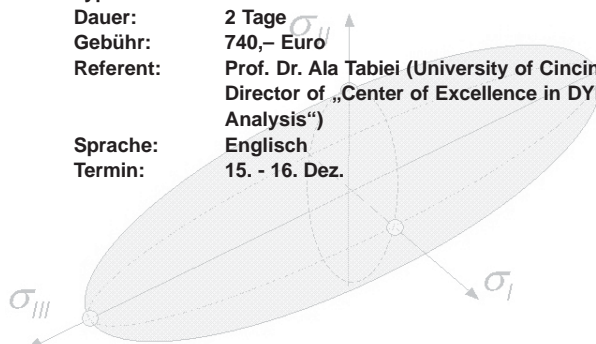 Dauer: 2 Tage
Gebühr: 740,– Euro
Referent: Prof. Dr. Ala Tabiei (University of Cincin
Director of „Center of Excellence in DY
Analysis“)
Sprache: Englisch
Termin: 15. - 16. Dez.
σII
σI
σIII